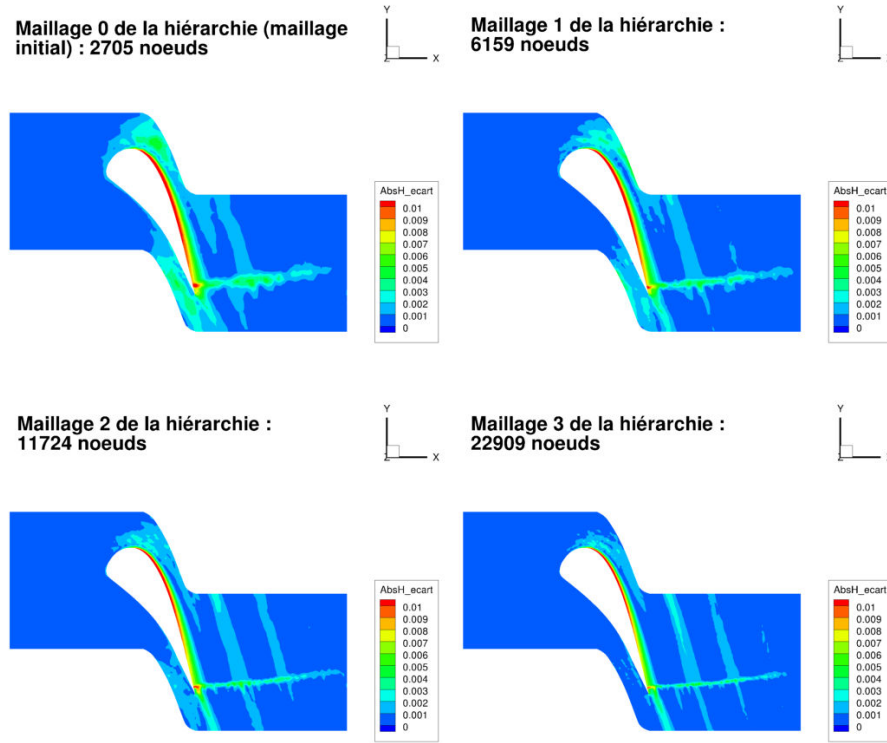 Maillage 0 de la hiérarchie (maillage
initial) : 2705 noeuds
Y
Z
X
AbsH_ecart
0.01
0.009
0.008
0.007
0.006
0.005
0.004
0.003
0.002
0.001
0
Maillage 1 de la hiérarchie :
6159 noeuds
Y
Z
AbsH_ecart
0.01
0.009
0.008
0.007
0.006
0.005
0.004
0.003
0.002
0.001
0
Maillage 2 de la hiérarchie :
11724 noeuds
Y
Z
X
AbsH_ecart
0.01
0.009
0.008
0.007
0.006
0.005
0.004
0.003
0.002
0.001
0
Maillage 3 de la hiérarchie :
22909 noeuds
Y
Z
AbsH_ecart
0.01
0.009
0.008
0.007
0.006
0.005
0.004
0.003
0.002
0.001
0